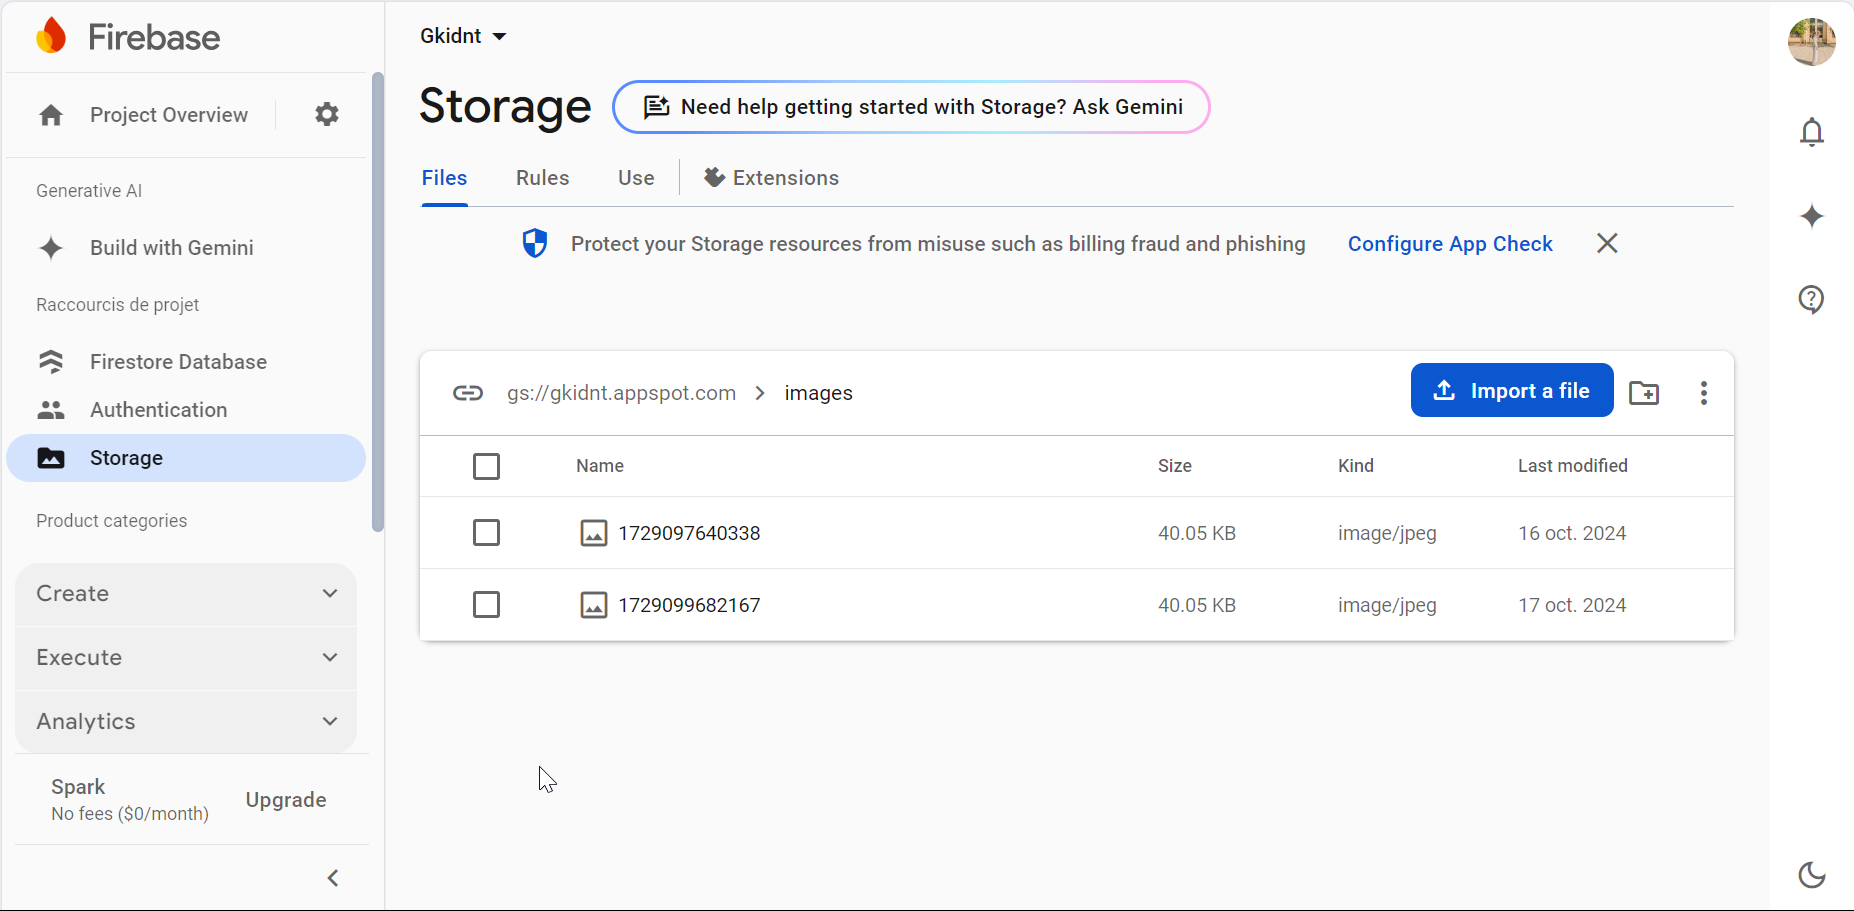 Firebase
Project Overview
Generative AI
Build with Gemini
Raccourcis de projet
Firestore Database
Authentication
Storage
Product categories
Create
Execute
Analytics
Spark
No fees ($0/month)
Upgrade
Gkidnt
Storage
Need help getting started with Storage? Ask Gemini
Files Rules Use Extensions
Protect your Storage resources from misuse such as billing fraud and phishing Configure App Check
gs://gkidnt.appspot.com > images Import a file
Name Size Kind Last modified
1729097640338 40.05 KB image/jpeg 16 oct. 2024
1729099682167 40.05 KB image/jpeg 17 oct. 2024